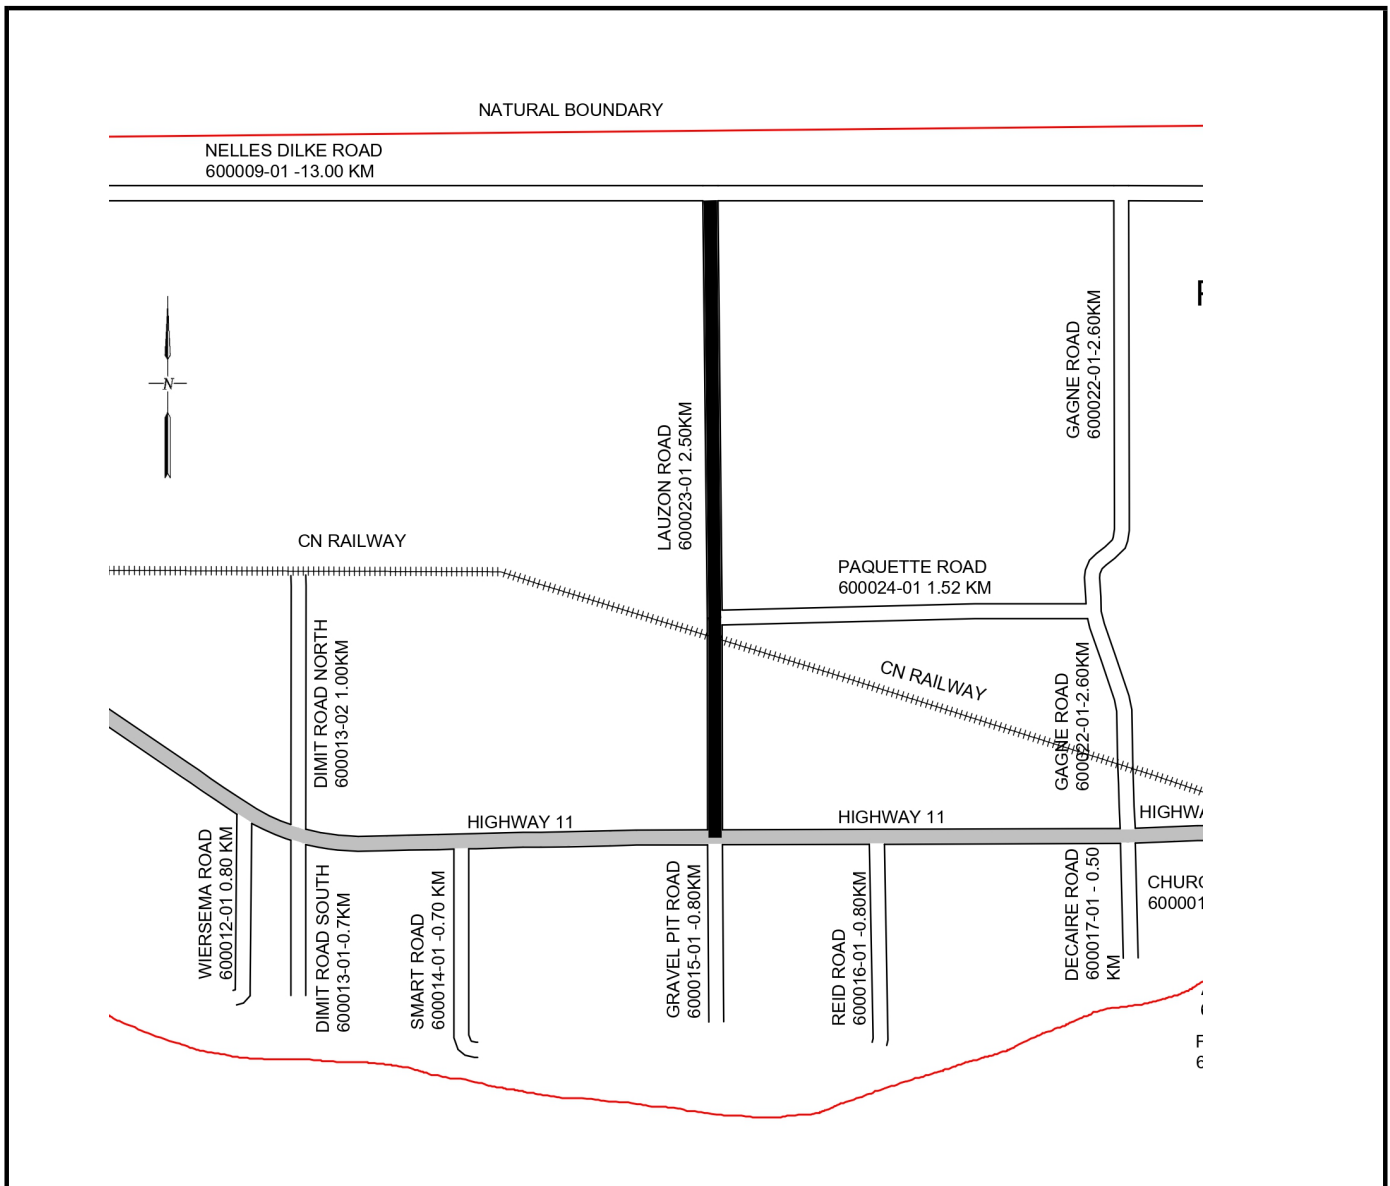 NATURAL BOUNDARY
NELLES DILKE ROAD
600009-01 -13.00 KM
N
LAUZON ROAD
600023-01 2.50KM
GAGNE ROAD
600022-01-2.60KM
CN RAILWAY
PAQUETTE ROAD
600024-01 1.52 KM
CN RAILWAY
DIMIT ROAD NORTH
600013-02 1.00KM
GAGNE ROAD
600022-01-2.60KM
HIGHWAY 11
HIGHWAY 11
HIGHWA
WIERSEMA ROAD
600012-01 0.80 KM
DIMIT ROAD SOUTH
600013-01-0.7KM
SMART ROAD
600014-01 -0.70 KM
GRAVEL PIT ROAD
600015-01 -0.80KM
REID ROAD
600016-01 -0.80KM
DECAIRE ROAD
600017-01 - 0.50
KM
CHURC
600001